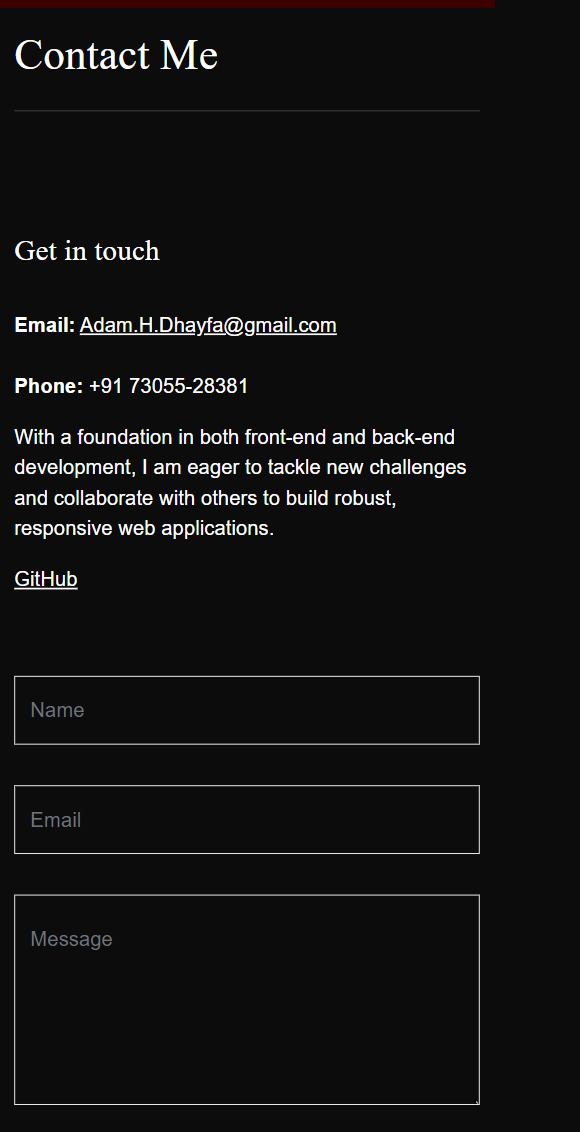 Contact Me
Get in touch
Email: Adam.H.Dhayfa@gmail.com
Phone: +91 73055-28381
With a foundation in both front-end and back-end
development, I am eager to tackle new challenges
and collaborate with others to build robust,
responsive web applications.
GitHub
Name
Email
Message